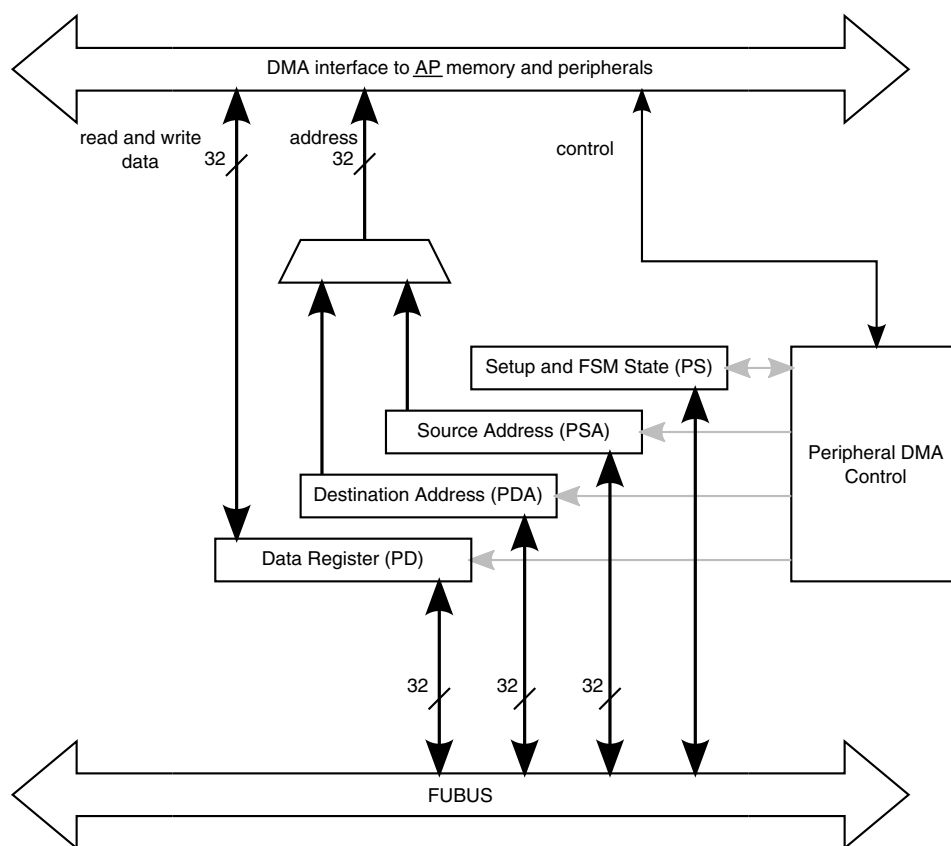 DMA interface to AP memory and peripherals
read and write
data
32
address
32
control
Setup and FSM State (PS)
Source Address (PSA)
Peripheral DMA
Control
Destination Address (PDA)
Data Register (PD)
32
32
32
FUBUS